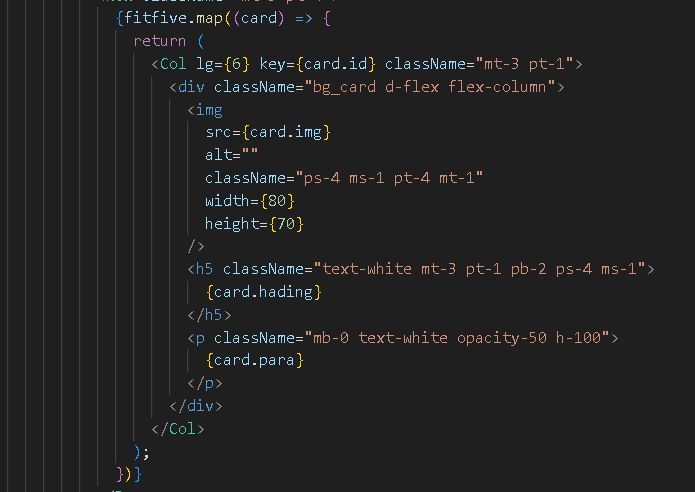 {fitfive.map((card) => {
return (
<Col lg={6} key={card.id} className="mt-3 pt-1">
<div className="bg_card d-flex flex-column">
<img
src={card.img}
alt=""
className="ps-4 ms-1 pt-4 mt-1"
width={80}
height={70}
/>
<h5 className="text-white mt-3 pt-1 pb-2 ps-4 ms-1">
{card.hading}
</h5>
<p className="mb-0 text-white opacity-50 h-100">
{card.para}
</p>
</div>
</Col>
);
})}